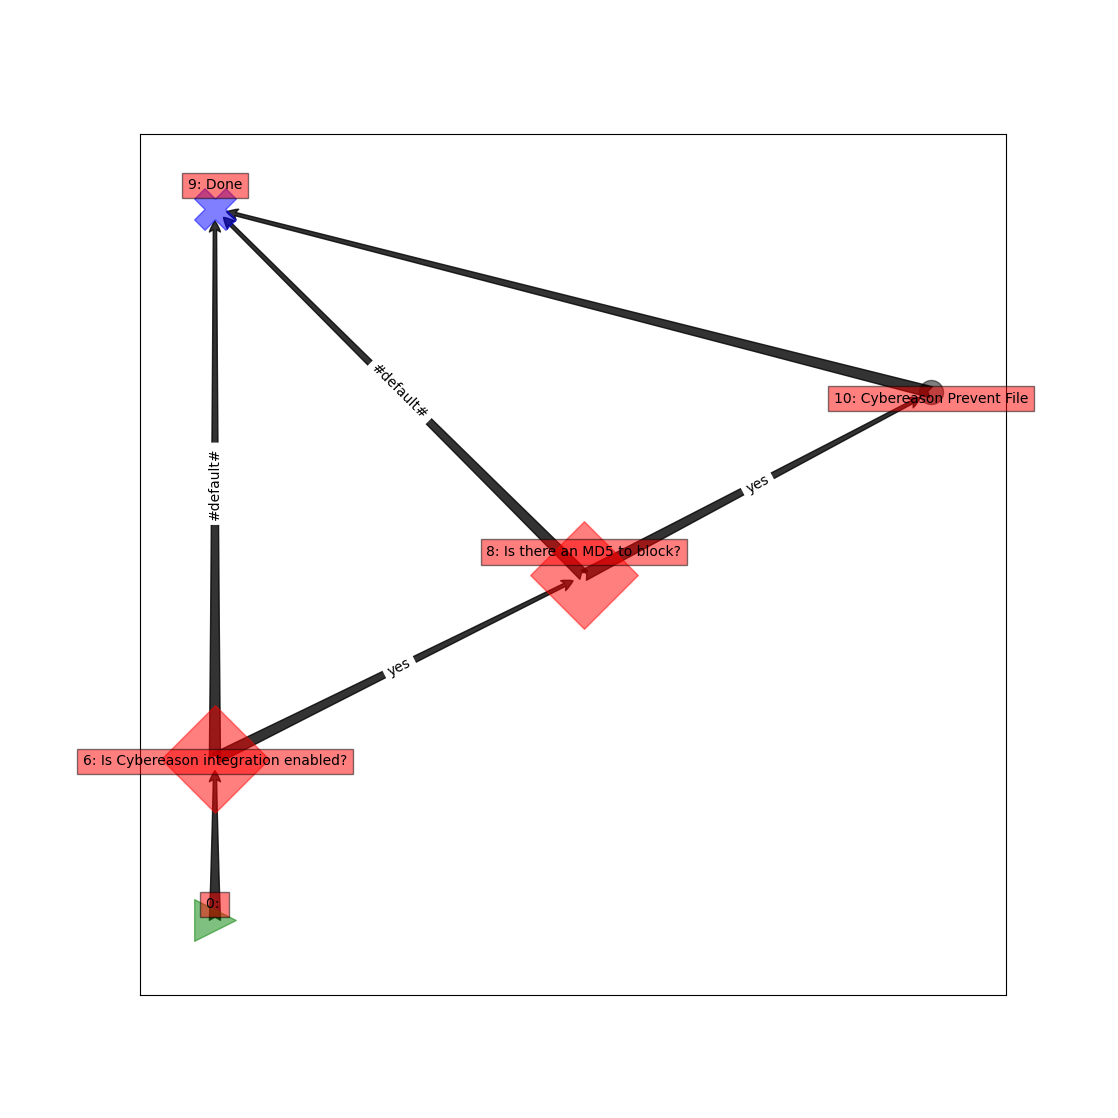 9: Done
#default#
10: Cybereason Prevent File
#default#
yes
8: Is there an MD5 to block?
yes
6: Is Cybereason integration enabled?
0: